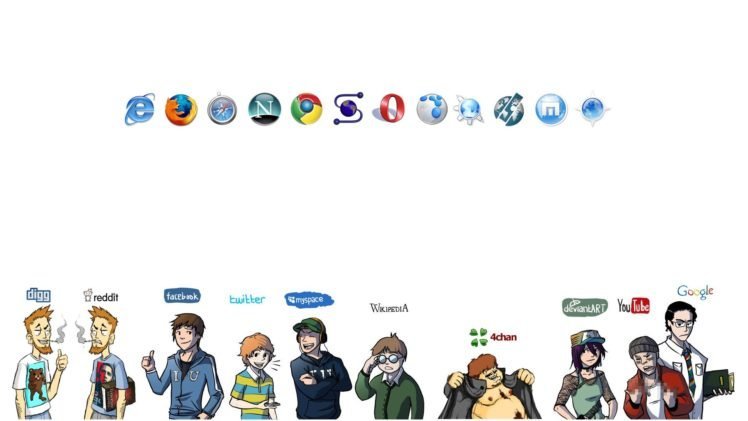 N
digg
reddit
facebook
twitter
myspace
WIKIPEDIA
4chan
deviantART
YouTube
Google